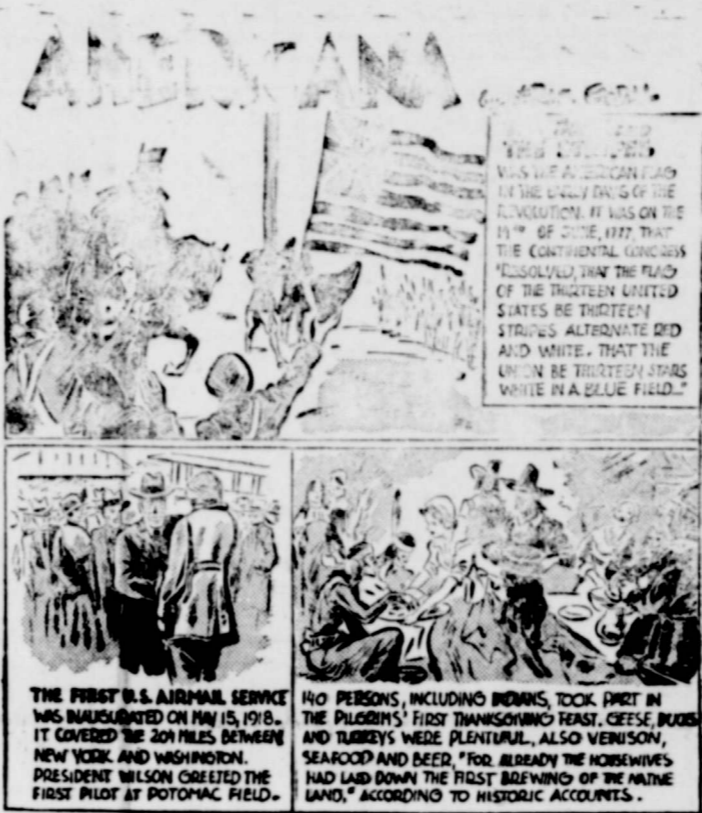 AMERICANA
THE STRIPES
WAS THE AMERICAN FLAG
IN THE EARLY DAYS OF THE
REVOLUTION. IT WAS ON THE
OF JUNE, 1777, THAT
THE CONTINENTAL CONGRESS
"RESOLVED, THAT THE FLAG
OF THE THIRTEEN UNITED
STATES BE THIRTEEN
STRIPES ALTERNATE RED
AND WHITE. THAT THE
UNION BE THIRTEEN STARS
WHITE IN A BLUE FIELD..."
THE FIRST U.S. AIRMAIL SERVICE
WAS INAUGURATED ON MAY 15, 1918.
IT COVERED THE 204 MILES BETWEEN
NEW YORK AND WASHINGTON.
PRESIDENT WILSON GREETED THE
FIRST PILOT AT POTOMAC FIELD.
140 PERSONS, INCLUDING INDIANS, TOOK PART IN
THE PILGRIMS' FIRST THANKSGIVING FEAST. GEESE, DUCKS
AND TURKEYS WERE PLENTIFUL, ALSO VENISON,
SEAFOOD AND BEER, "FOR ALREADY THE HOUSEWIVES
HAD LAID DOWN THE FIRST BREWING OF THE NATIVE
LAND," ACCORDING TO HISTORIC ACCOUNTS.